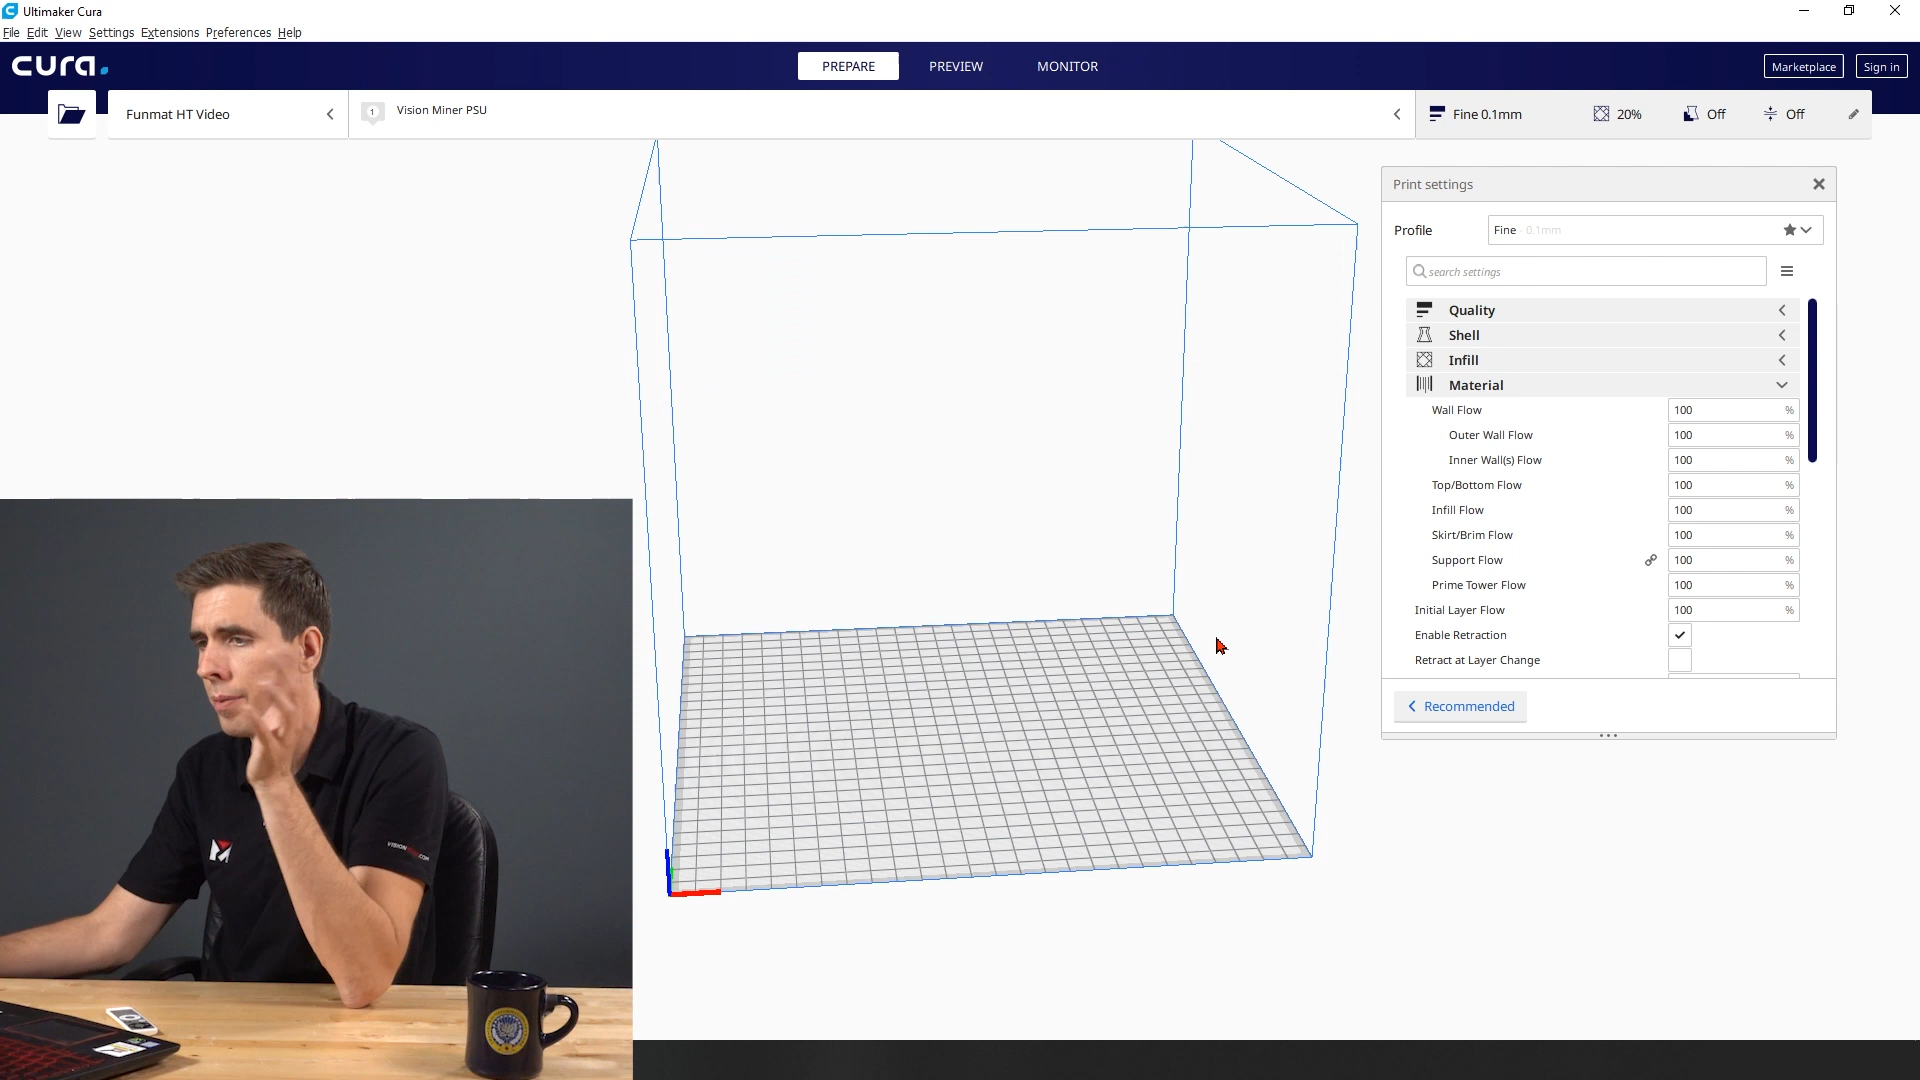 Ultimaker Cura
File Edit View Settings Extensions Preferences Help
cura.
PREPARE PREVIEW MONITOR
Marketplace Sign in
Funmat HT Video
1 Vision Miner PSU
Fine 0.1mm 20% Off Off
Print settings
Profile Fine - 0.1mm
search settings
Quality
Shell
Infill
Material
Wall Flow 100 %
Outer Wall Flow 100 %
Inner Wall(s) Flow 100 %
Top/Bottom Flow 100 %
Infill Flow 100 %
Skirt/Brim Flow 100 %
Support Flow 100 %
Prime Tower Flow 100 %
Initial Layer Flow 100 %
Enable Retraction
Retract at Layer Change
Recommended